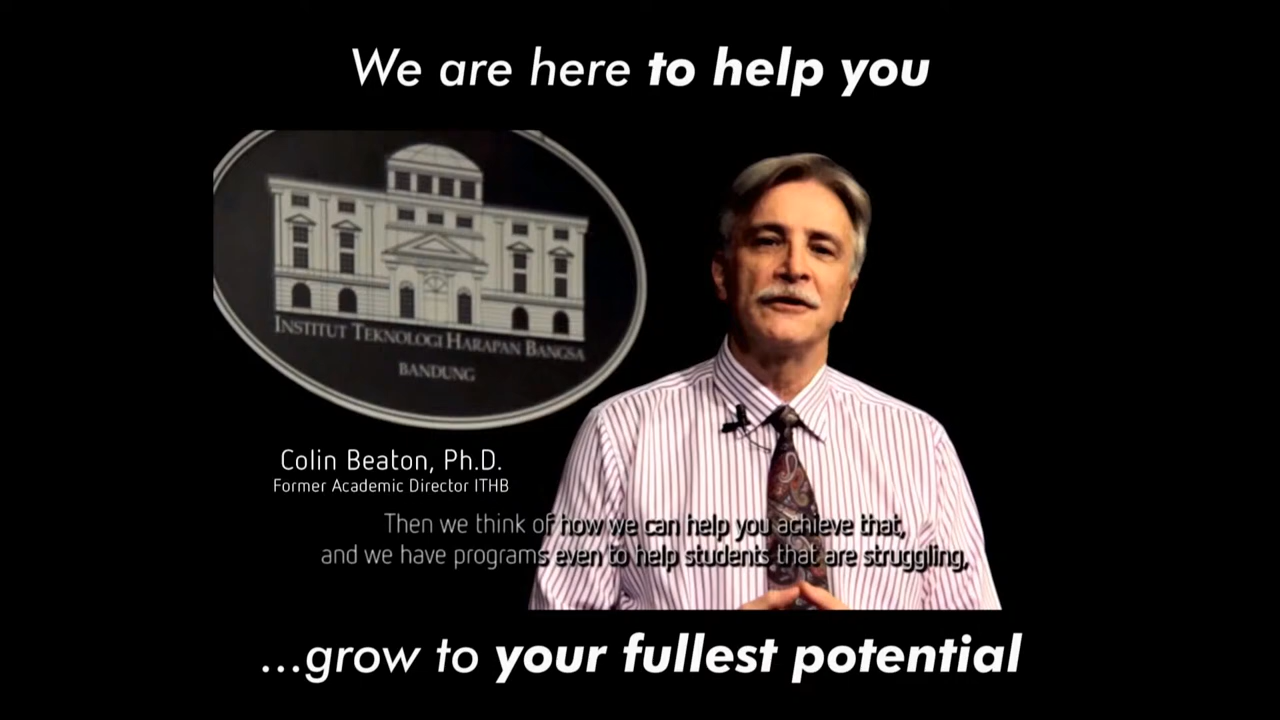 We are here to help you
INSTITUT TEKNOLOGI HARAPAN BANGSA
BANDUNG
Colin Beaton, Ph.D.
Former Academic Director ITHB
Then we think of how we can help you achieve that,
and we have programs even to help students that are struggling,
...grow to your fullest potential